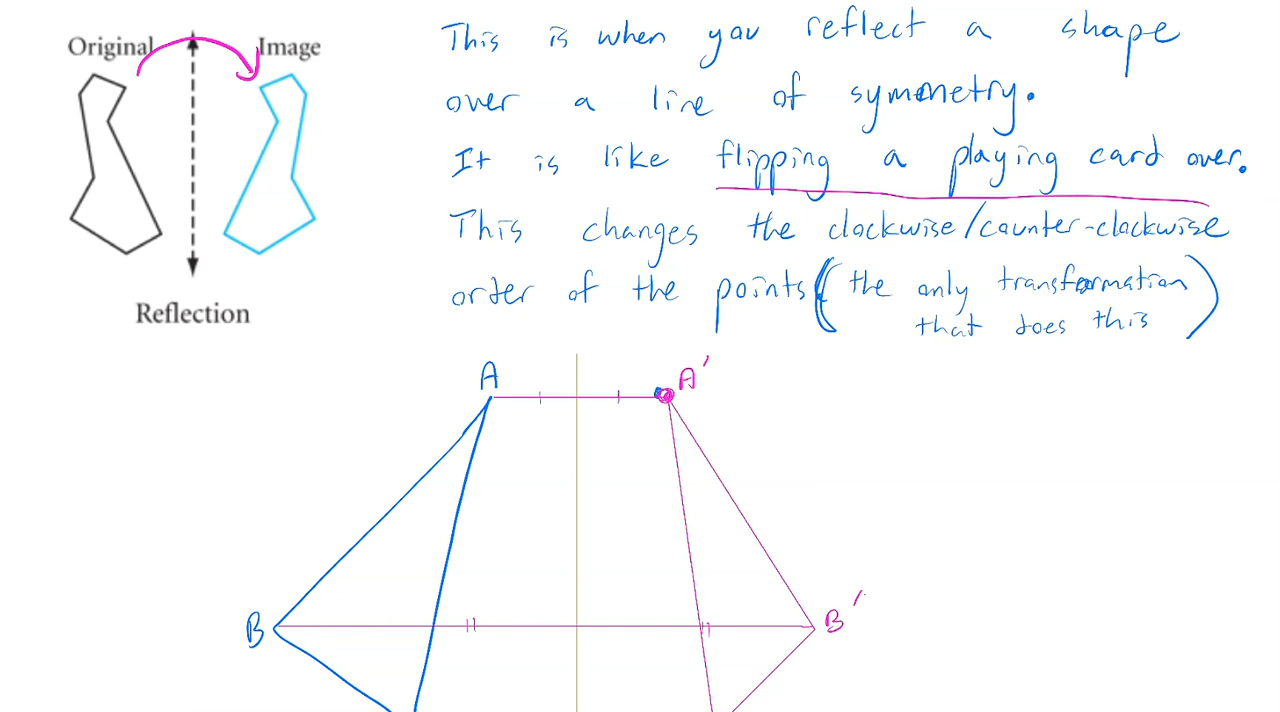 Original
Image
Reflection
This is when you reflect a shape
over a line of symmetry.
It is like flipping a playing card over.
This changes the clockwise/counter-clockwise
order of the points (the only transformation
that does this)
A
A'
B
B'